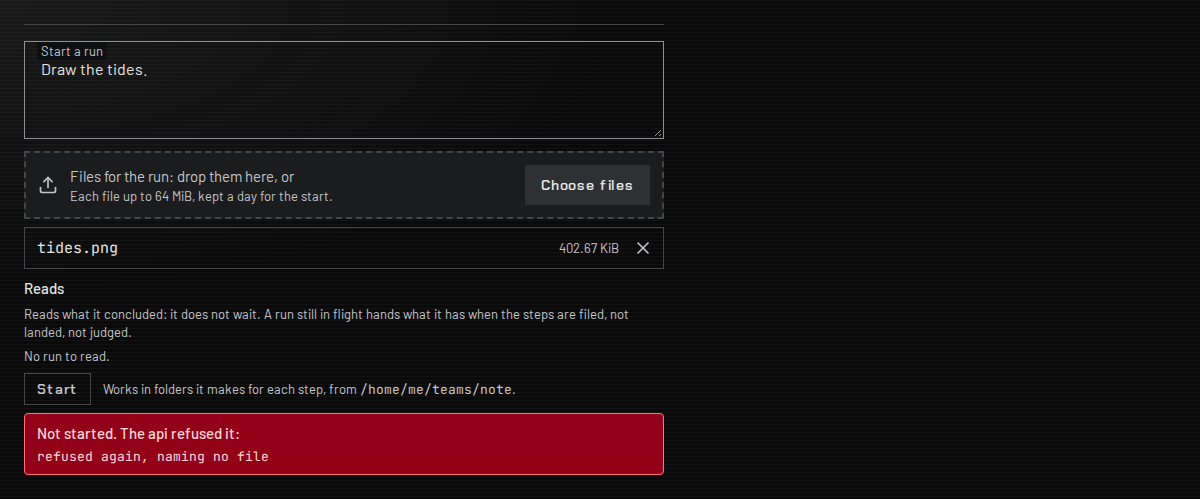 Start a run
Draw the tides.
Files for the run: drop them here, or
Each file up to 64 MiB, kept a day for the start.
Choose files
tides.png
402.67 KiB
Reads
Reads what it concluded: it does not wait. A run still in flight hands what it has when the steps are filed, not
landed, not judged.
No run to read.
Start
Works in folders it makes for each step, from /home/me/teams/note.
Not started. The api refused it:
refused again, naming no file